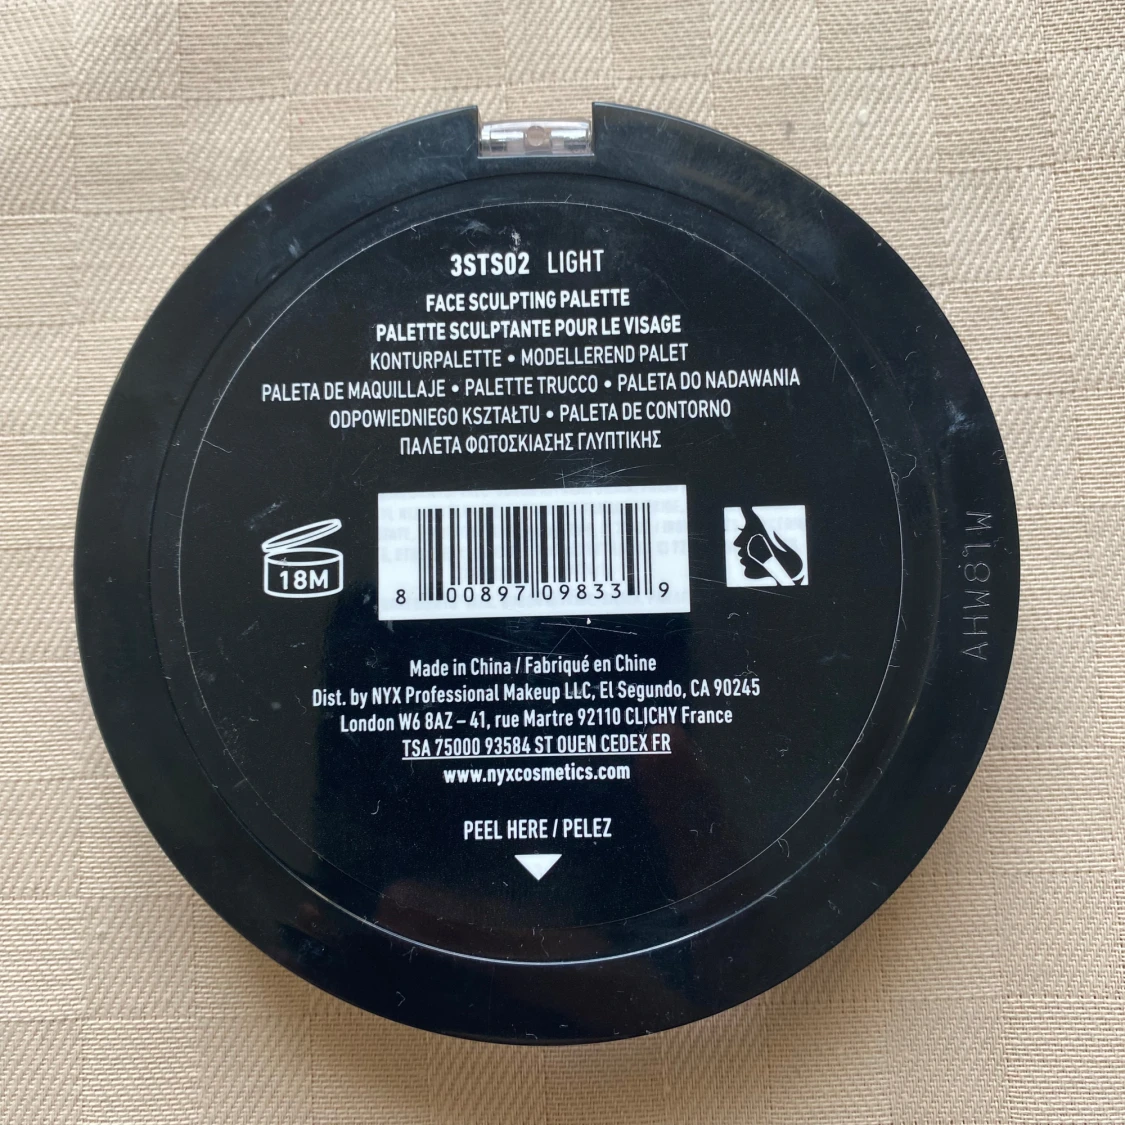 3STS02 LIGHT
FACE SCULPTING PALETTE
PALETTE SCULPTANTE POUR LE VISAGE
KONTURPALETTE • MODELLEREND PALET
PALETA DE MAQUILLAJE • PALETTE TRUCCO • PALETA DO NADAWANIA
ODPOWIEDNIEGO KSZTAŁTU • PALETA DE CONTORNO
ΠΑΛΕΤΑ ΦΩΤΟΣΚΙΑΣΗΣ ΓΛΥΠΤΙΚΗΣ
18M
8 00897 09833 9
Made in China / Fabriqué en Chine
Dist. by NYX Professional Makeup LLC, El Segundo, CA 90245
London W6 8AZ – 41, rue Martre 92110 CLICHY France
TSA 75000 93584 ST OUEN CEDEX FR
www.nyxcosmetics.com
PEEL HERE / PELEZ